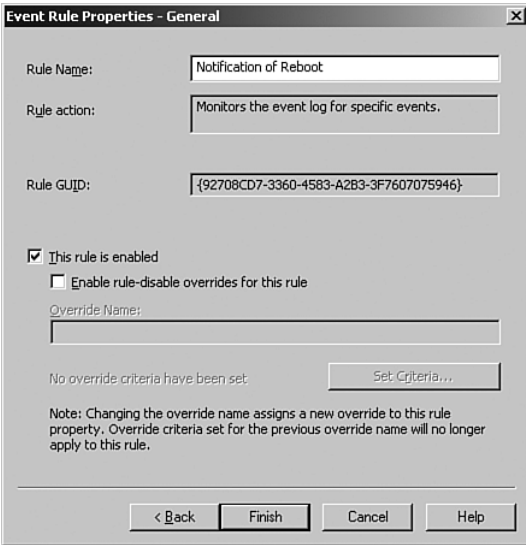 Event Rule Properties - General
Rule Name:
Notification of Reboot
Rule action:
Monitors the event log for specific events.
Rule GUID:
{92708CD7-3360-4583-A2B3-3F7607075946}
This rule is enabled
Enable rule-disable overrides for this rule
Override Name:
No override criteria have been set
Set Criteria...
Note: Changing the override name assigns a new override to this rule
property. Override criteria set for the previous override name will no longer
apply to this rule.
< Back
Finish
Cancel
Help